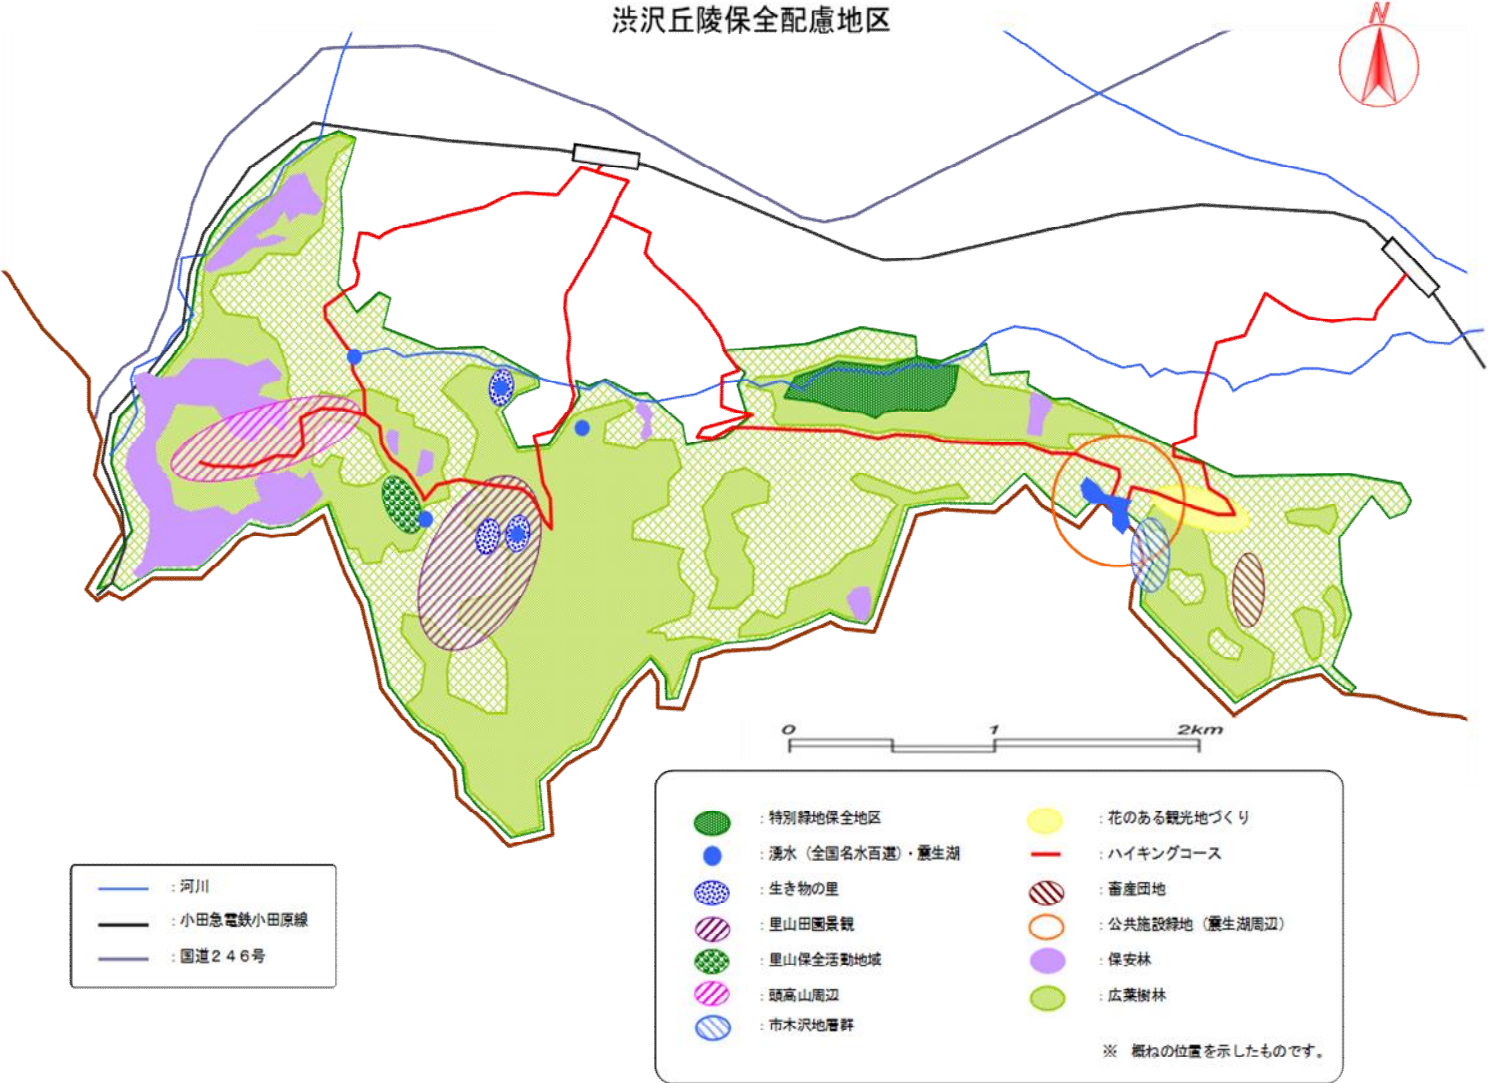 渋沢丘陵保全配慮地区
N
0 1 2km
：特別緑地保全地区
：湧水（全国名水百選）・震生湖
：生き物の里
：里山田園景観
：里山保全活動地域
：頭高山周辺
：市木沢地層群
：花のある観光地づくり
：ハイキングコース
：畜産団地
：公共施設緑地（震生湖周辺）
：保安林
：広葉樹林
※　概ねの位置を示したものです。
：河川
：小田急電鉄小田原線
：国道２４６号